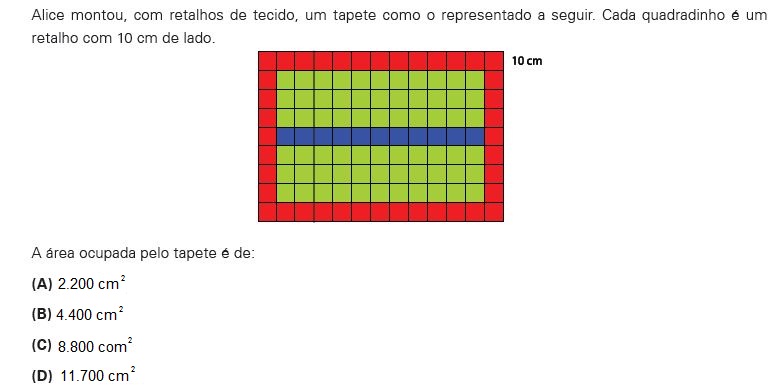 Alice montou, com retalhos de tecido, um tapete como o representado a seguir. Cada quadradinho é um
retalho com 10 cm de lado.
10 cm
A área ocupada pelo tapete é de:
(A) 2.200 cm²
(B) 4.400 cm²
(C) 8.800 com²
(D) 11.700 cm²